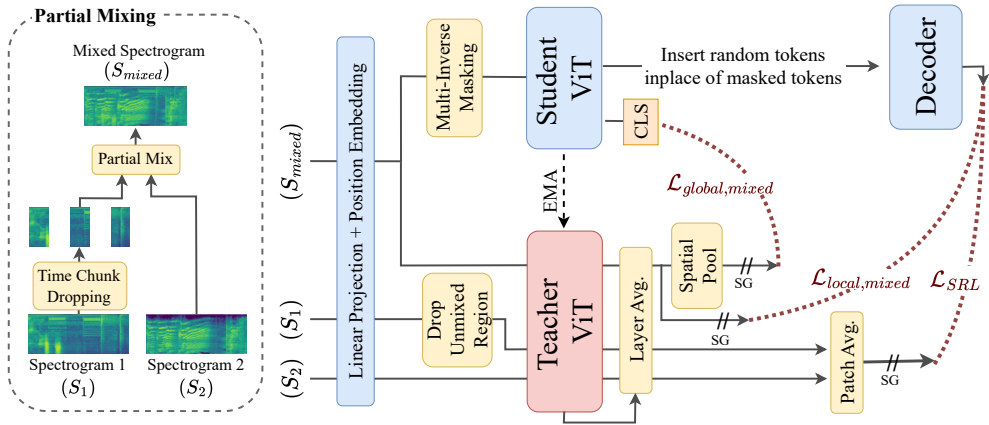 Partial Mixing
Mixed Spectrogram
(S_mixed)
Partial Mix
Time Chunk
Dropping
Spectrogram 1
(S_1)
Spectrogram 2
(S_2)
(S_mixed)
(S_1)
(S_2)
Linear Projection + Position Embedding
Multi-Inverse
Masking
Student
ViT
CLS
Insert random tokens
inplace of masked tokens
Decoder
EMA
Drop
Unmixed
Region
Teacher
ViT
Layer Avg.
Spatial
Pool
SG
SG
Patch Avg.
SG
ℒ_global,mixed
ℒ_local,mixed
ℒ_SRL